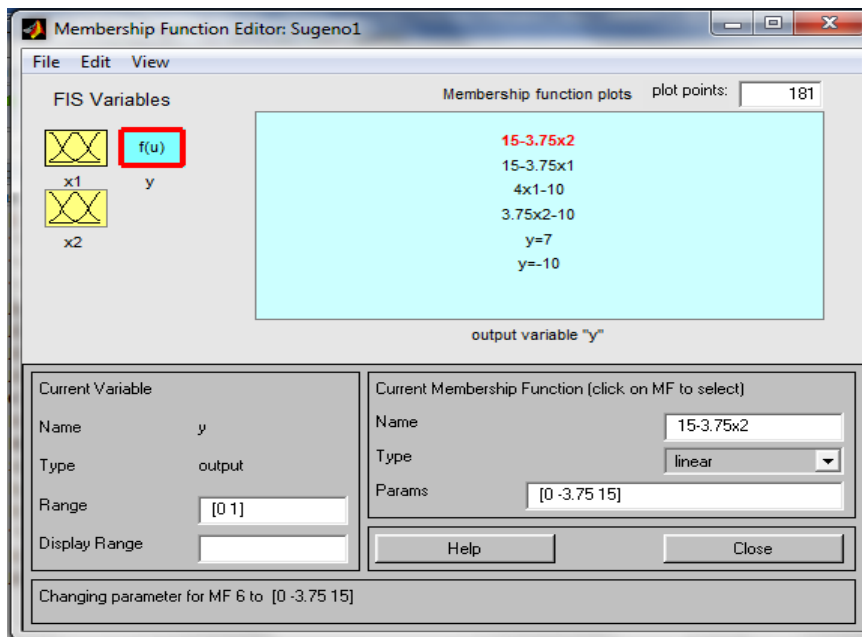 Membership Function Editor: Sugeno1
File Edit View
FIS Variables
Membership function plots plot points: 181
f(u)
x1 y
x2
15-3.75x2
15-3.75x1
4x1-10
3.75x2-10
y=7
y=-10
output variable "y"
Current Variable
Name y
Type output
Range [0 1]
Display Range
Current Membership Function (click on MF to select)
Name 15-3.75x2
Type linear
Params [0 -3.75 15]
Help Close
Changing parameter for MF 6 to [0 -3.75 15]